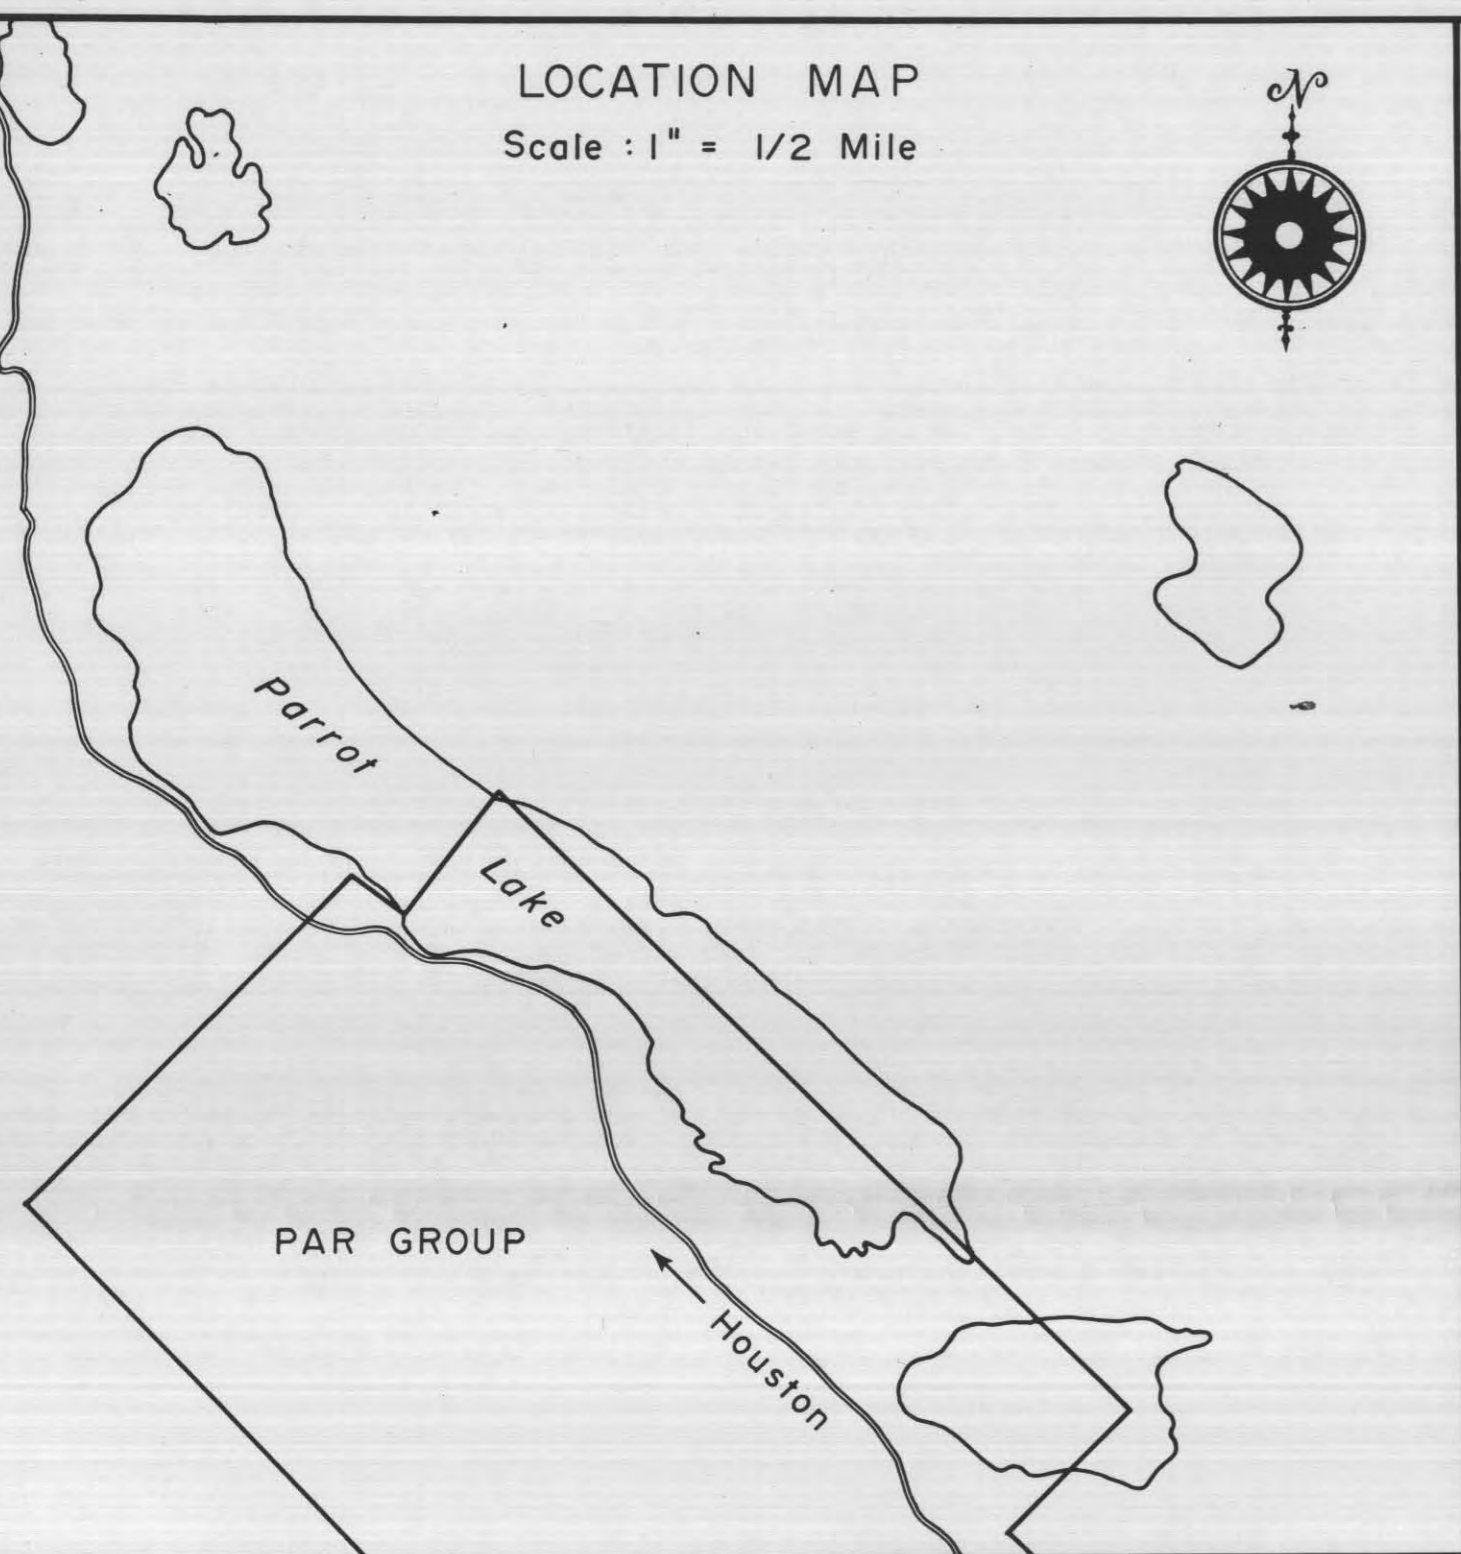 LOCATION MAP
Scale : 1" = 1/2 Mile
N
Parrot
Lake
PAR GROUP
Houston